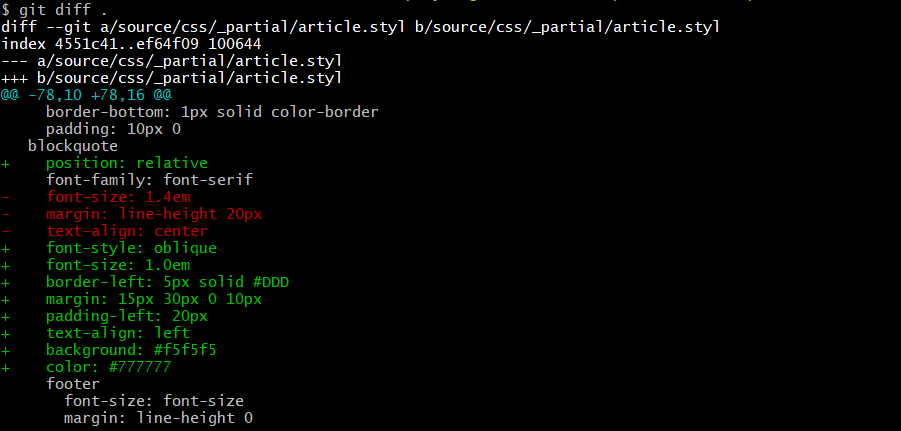 $ git diff .
diff --git a/source/css/_partial/article.styl b/source/css/_partial/article.styl
index 4551c41..ef64f09 100644
--- a/source/css/_partial/article.styl
+++ b/source/css/_partial/article.styl
@@ -78,10 +78,16 @@
     border-bottom: 1px solid color-border
     padding: 10px 0
   blockquote
+    position: relative
     font-family: font-serif
-    font-size: 1.4em
-    margin: line-height 20px
-    text-align: center
+    font-style: oblique
+    font-size: 1.0em
+    border-left: 5px solid #DDD
+    margin: 15px 30px 0 10px
+    padding-left: 20px
+    text-align: left
+    background: #f5f5f5
+    color: #777777
     footer
       font-size: font-size
       margin: line-height 0